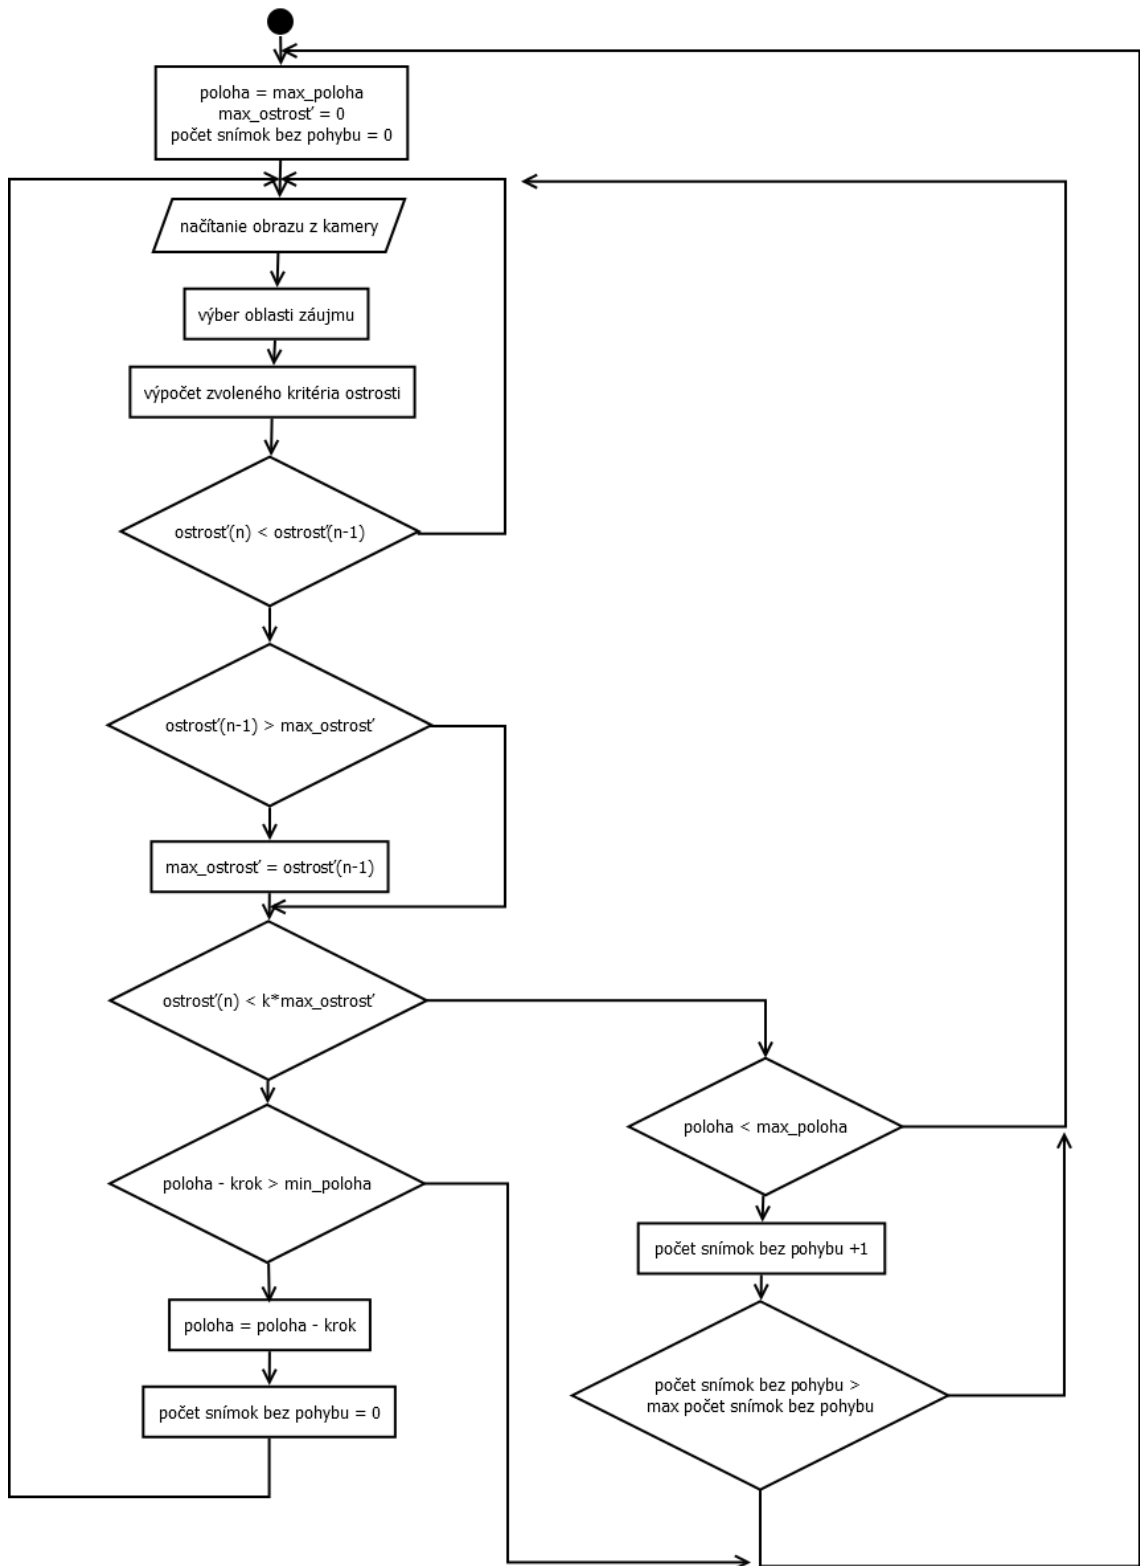 poloha = max_poloha
max_ostrosť = 0
počet snímok bez pohybu = 0
načítanie obrazu z kamery
výber oblasti záujmu
výpočet zvoleného kritéria ostrosti
ostrosť(n) < ostrosť(n-1)
ostrosť(n-1) > max_ostrosť
max_ostrosť = ostrosť(n-1)
ostrosť(n) < k*max_ostrosť
poloha - krok > min_poloha
poloha = poloha - krok
počet snímok bez pohybu = 0
poloha < max_poloha
počet snímok bez pohybu +1
počet snímok bez pohybu >
max počet snímok bez pohybu